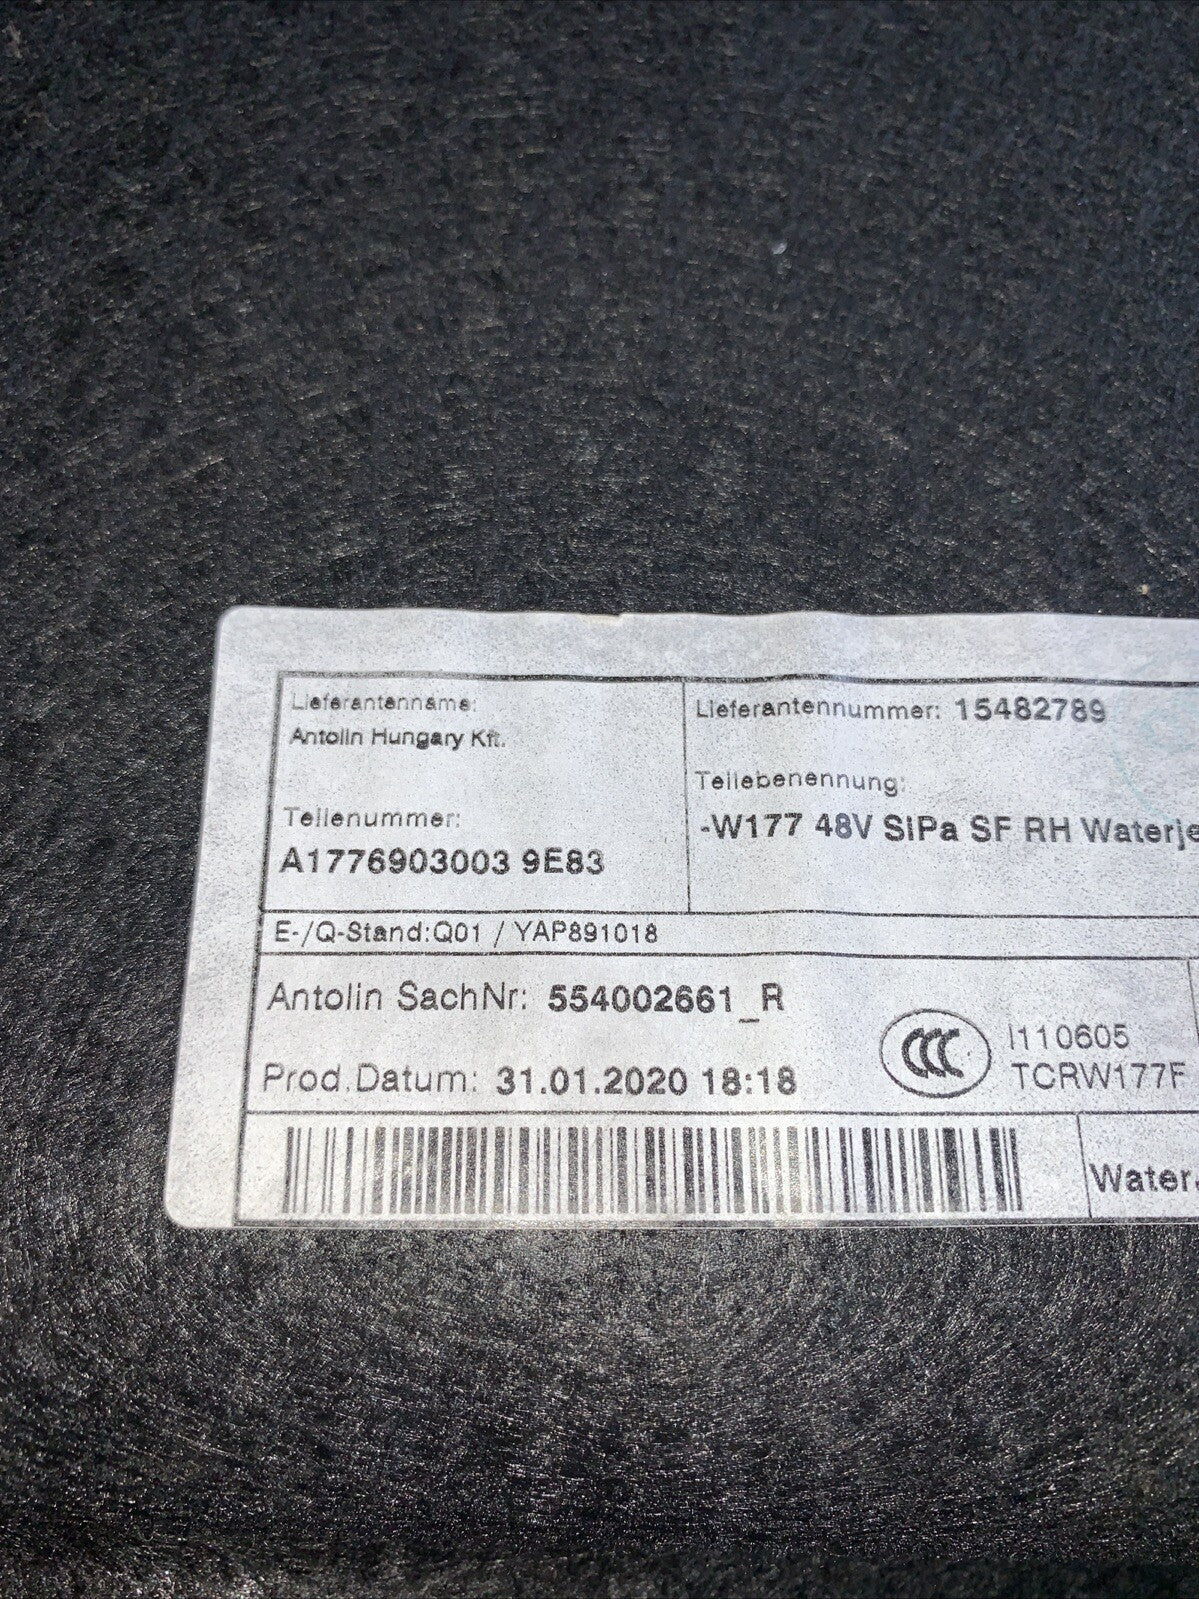 Lieferantenname:
Antolin Hungary Kft.
Teilenummer:
A1776903003 9E83
Lieferantennummer: 15482789
Teilebenennung:
-W177 48V SiPa SF RH Waterje
E-/Q-Stand:Q01 / YAP891018
Antolin SachNr: 554002661_R
Prod.Datum: 31.01.2020 18:18
CCC
I110605
TCRW177F
Water